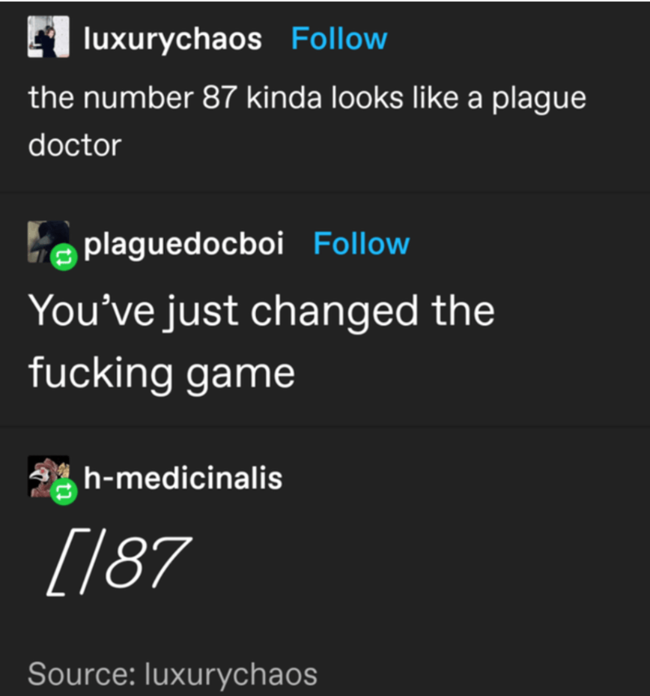 luxurychaos Follow
the number 87 kinda looks like a plague
doctor
plaguedocboi Follow
You’ve just changed the
fucking game
h-medicinalis
[|87
Source: luxurychaos